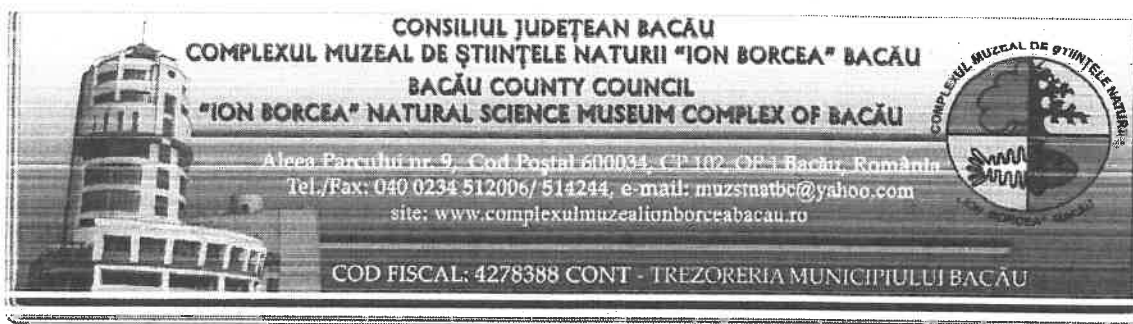 CONSILIUL JUDEȚEAN BACĂU
COMPLEXUL MUZEAL DE ȘTIINȚELE NATURII "ION BORCEA" BACĂU
BACĂU COUNTY COUNCIL
"ION BORCEA" NATURAL SCIENCE MUSEUM COMPLEX OF BACĂU
Aleea Parcului nr. 9, Cod Poștal 600034, CP 102, OP 1 Bacău, România
Tel./Fax: 040 0234 512006/ 514244, e-mail: muzstnatbc@yahoo.com
site: www.complexulmuzealionborceabacau.ro
COD FISCAL: 4278388 CONT - TREZORERIA MUNICIPIULUI BACĂU
COMPLEXUL MUZEAL DE ȘTIINȚELE NATURII
"ION BORCEA" BACĂU